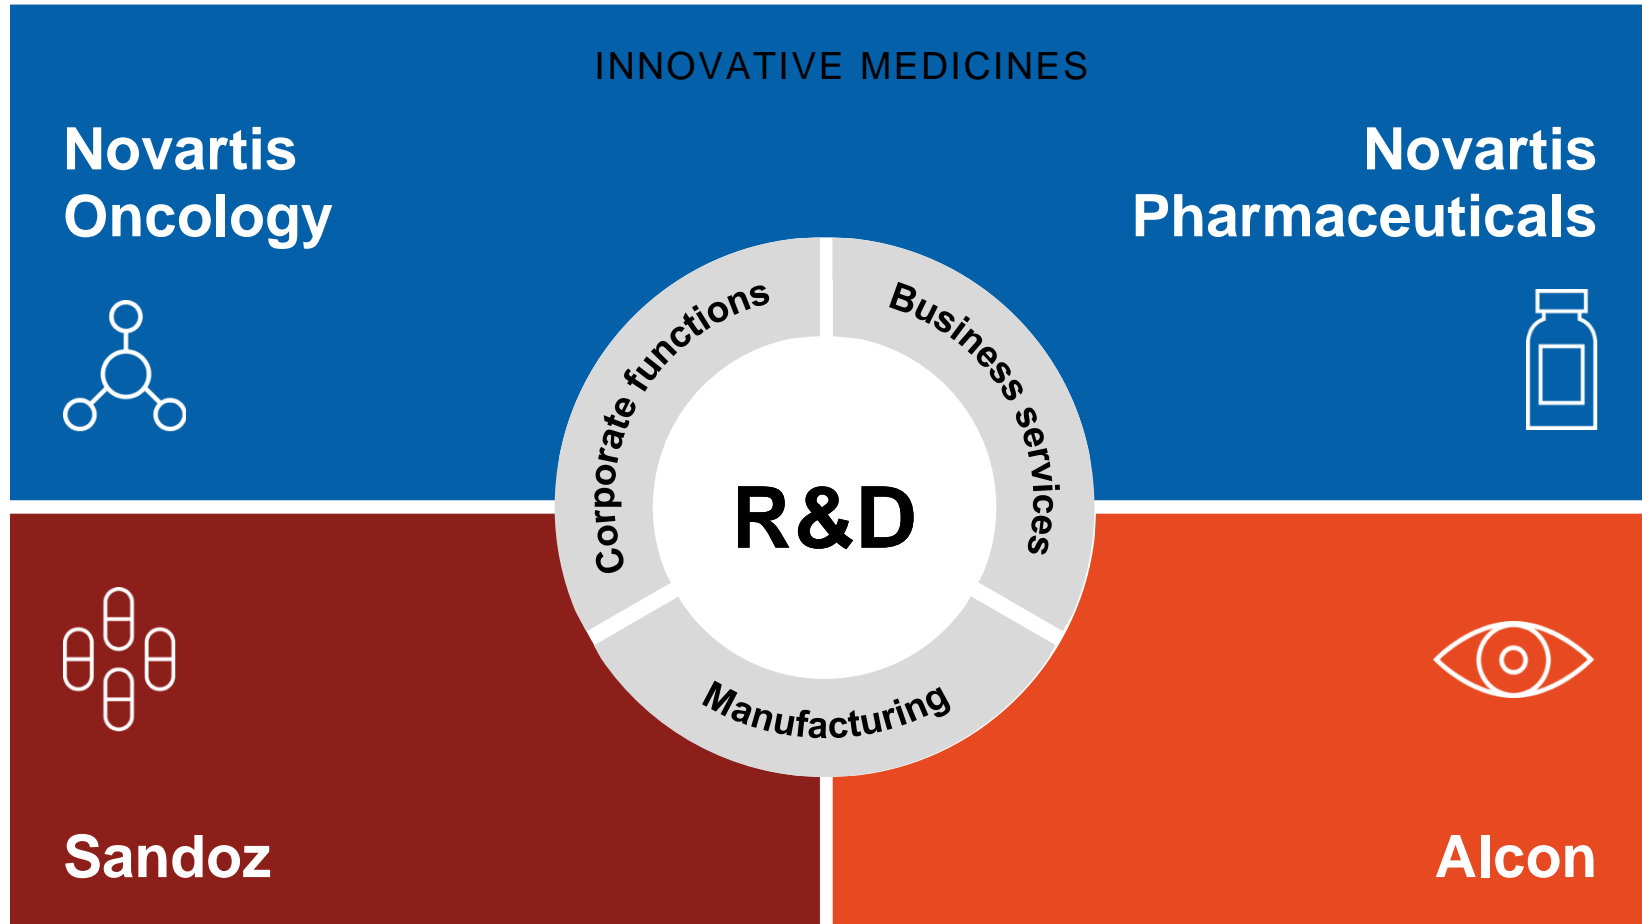 INNOVATIVE MEDICINES
Novartis
Oncology
Novartis
Pharmaceuticals
Corporate functions
Business services
R&D
Manufacturing
Sandoz
Alcon